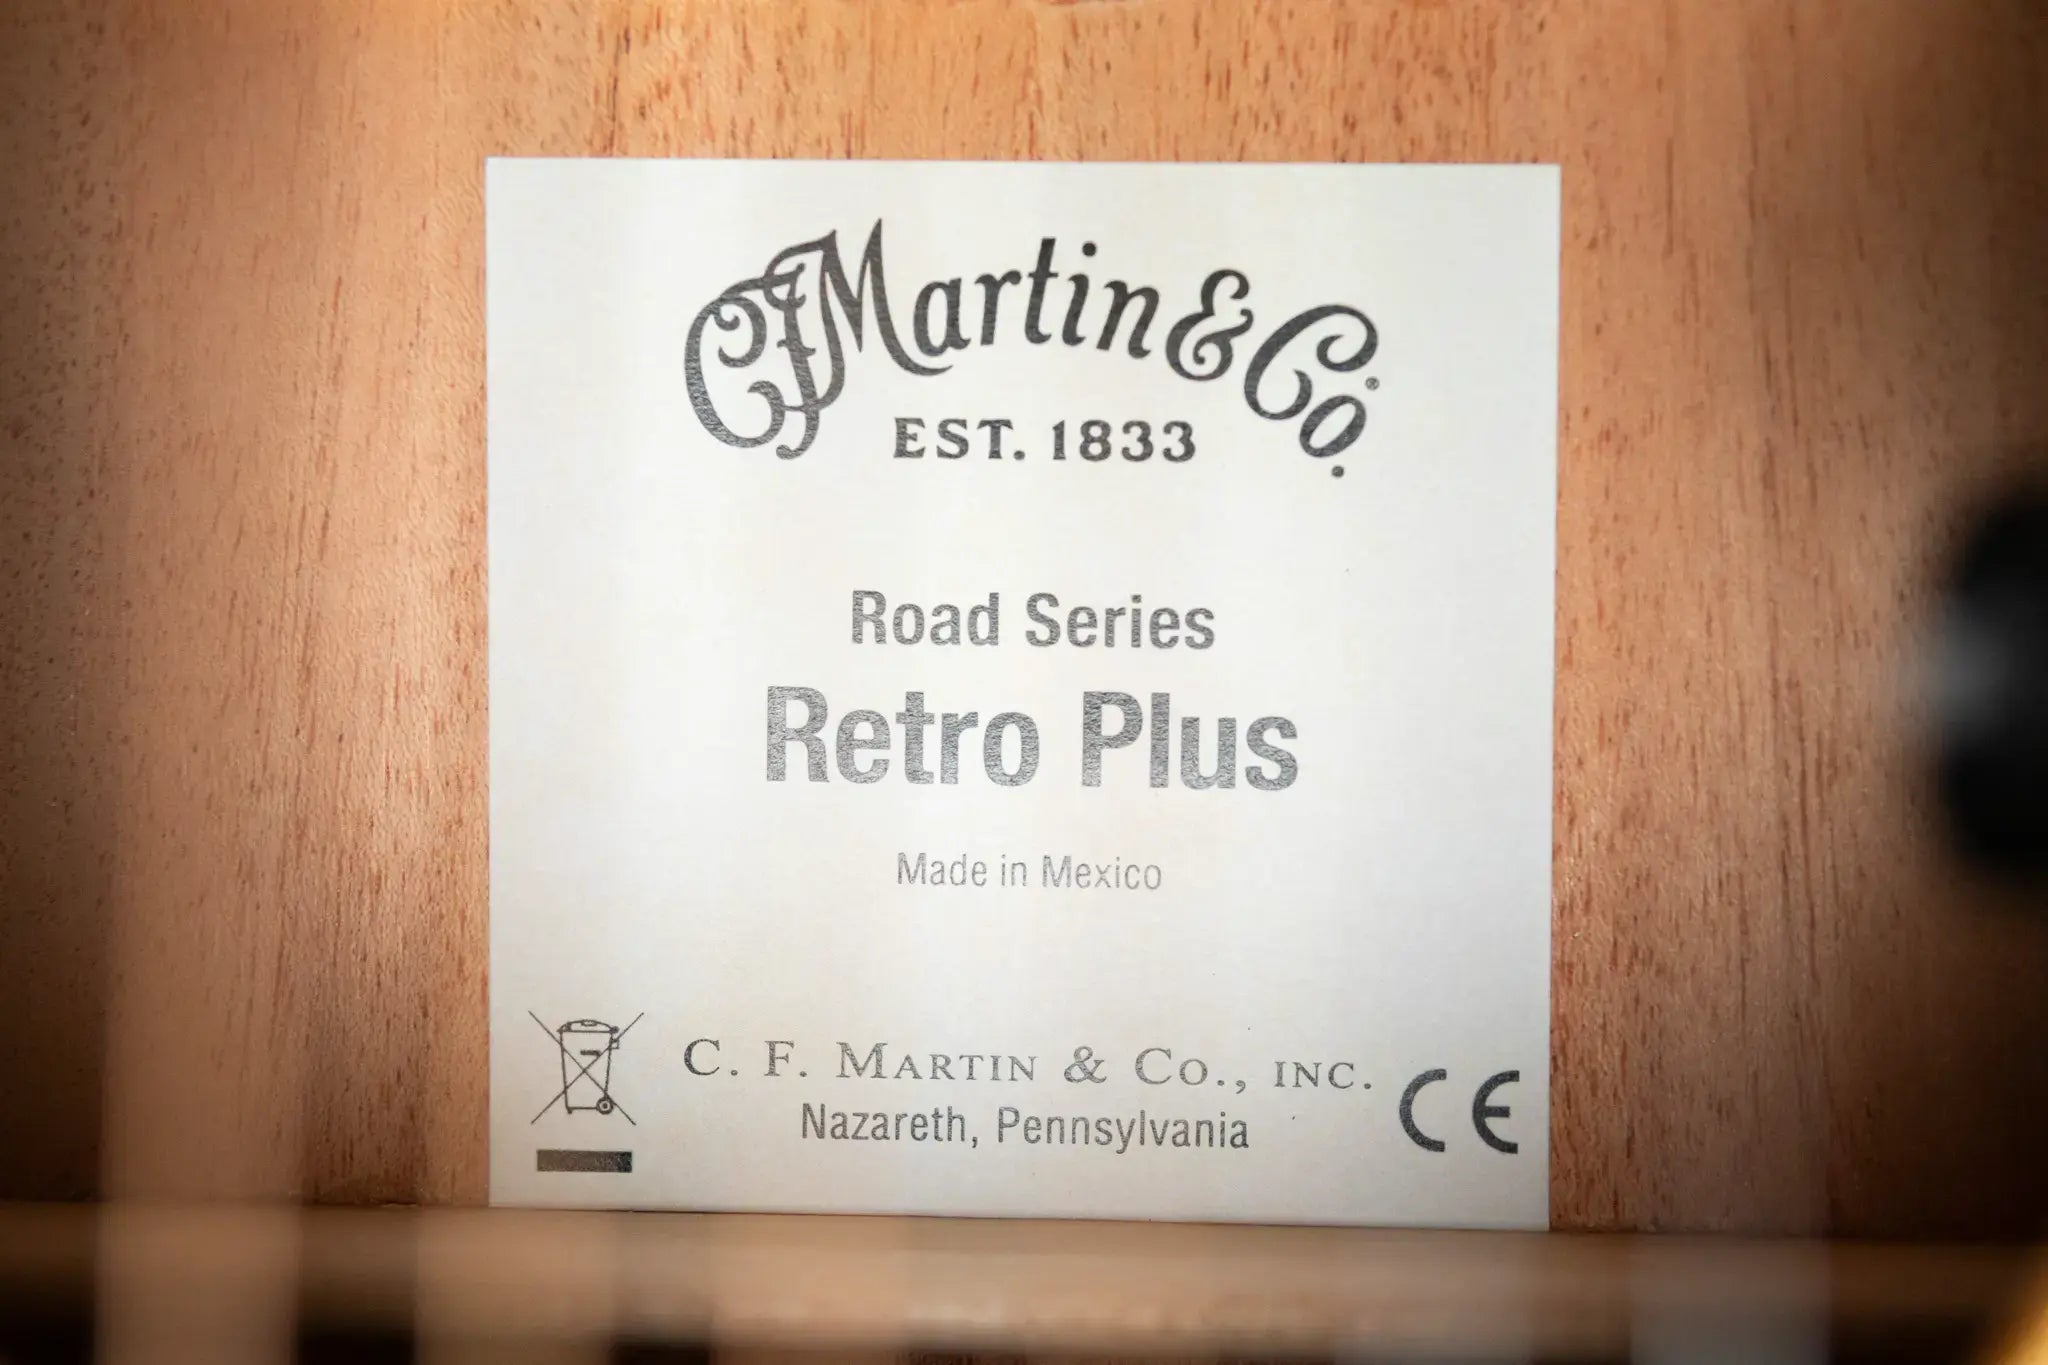 CFMartin & Co.®
EST. 1833
Road Series
Retro Plus
Made in Mexico
C. F. MARTIN & CO., INC.
Nazareth, Pennsylvania
CE